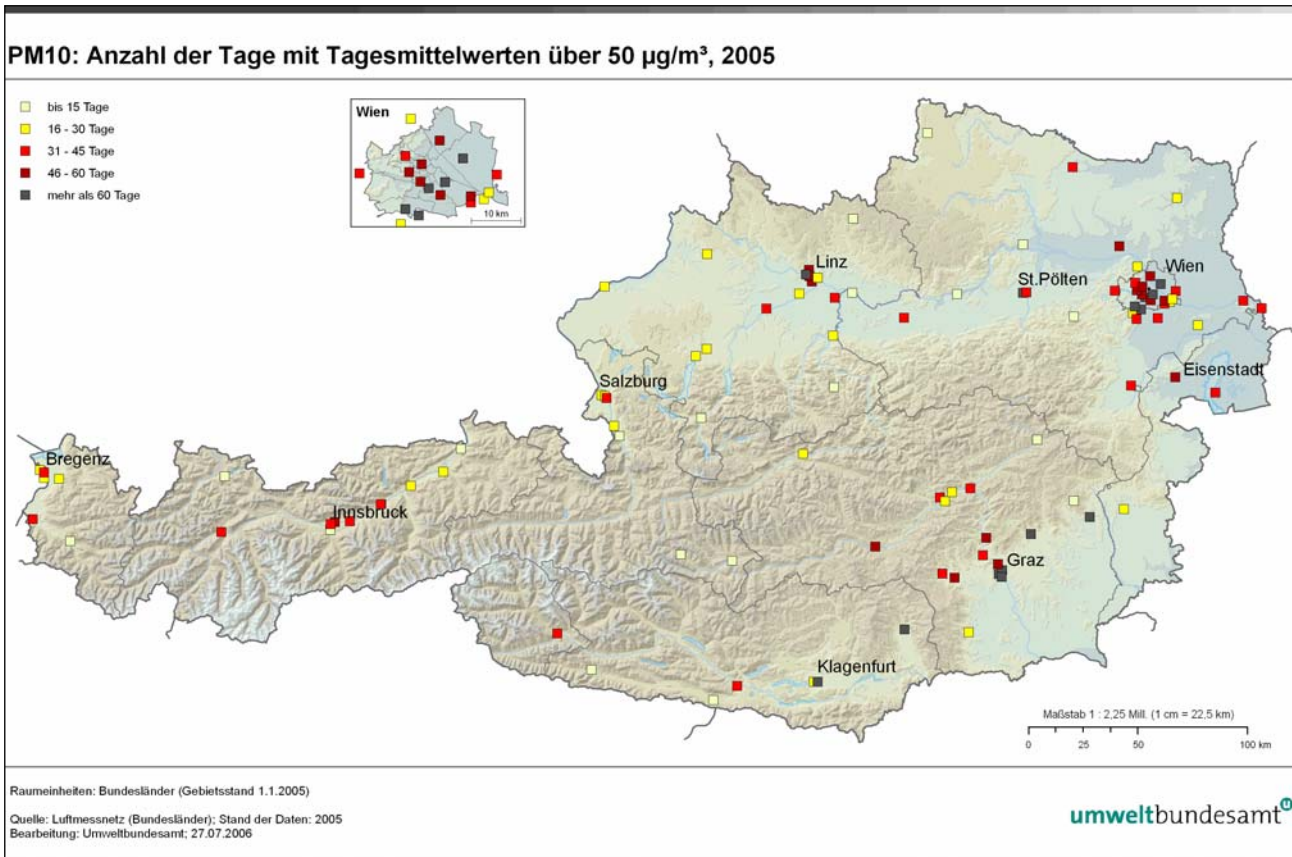 PM10: Anzahl der Tage mit Tagesmittelwerten über 50 µg/m³, 2005
bis 15 Tage
16 - 30 Tage
31 - 45 Tage
46 - 60 Tage
mehr als 60 Tage
Wien
10 km
Linz
St.Pölten
Wien
Eisenstadt
Salzburg
Bregenz
Innsbruck
Graz
Klagenfurt
Maßstab 1 : 2,25 Mill. (1 cm = 22,5 km)
0 25 50 100 km
Raumeinheiten: Bundesländer (Gebietsstand 1.1.2005)
Quelle: Luftmessnetz (Bundesländer); Stand der Daten: 2005
Bearbeitung: Umweltbundesamt; 27.07.2006
umweltbundesamt u